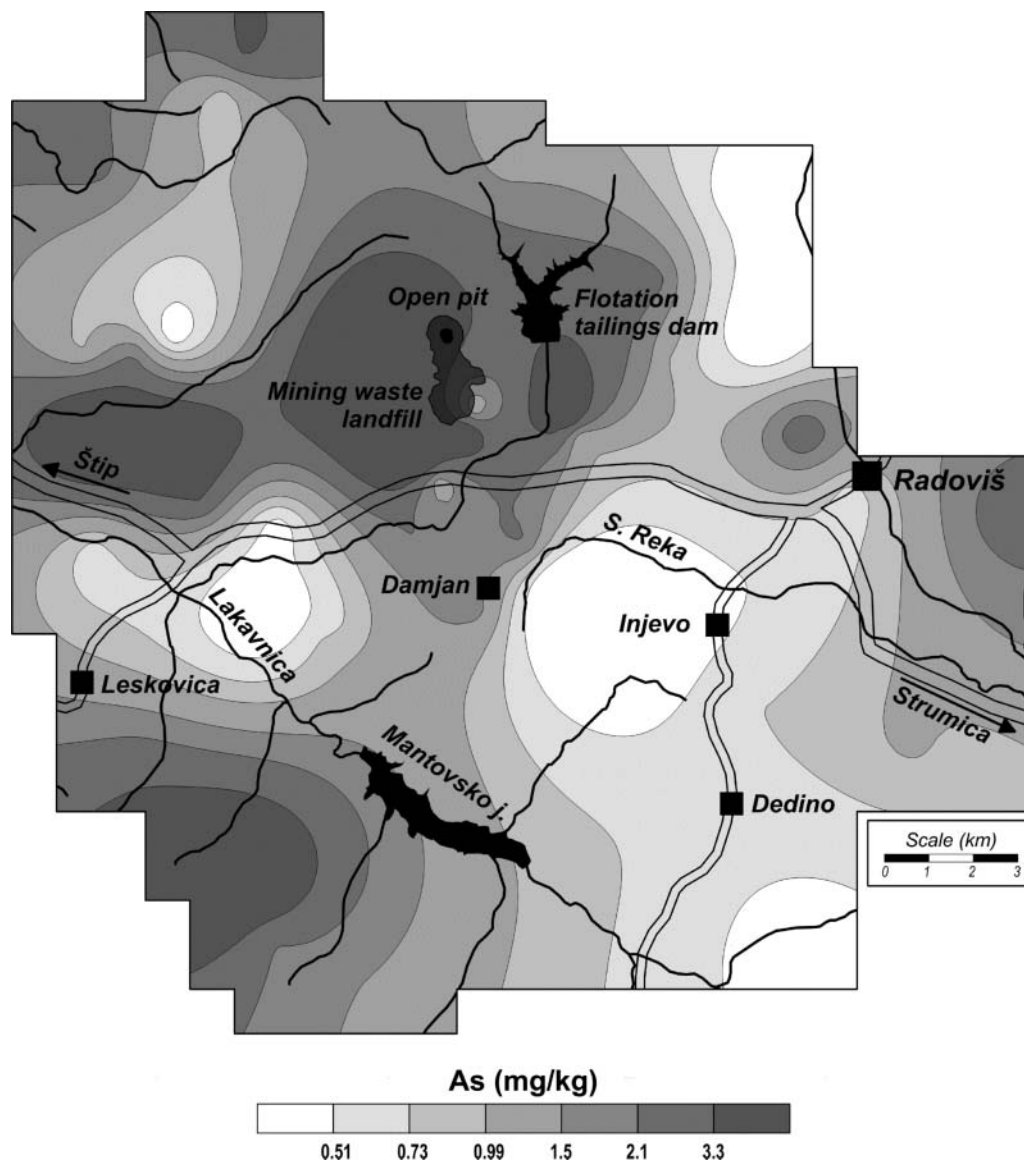 Open pit
Flotation
tailings dam
Mining waste
landfill
Štip
Radoviš
S. Reka
Damjan
Injevo
Lakavnica
Leskovica
Strumica
Mantovsko j.
Dedino
Scale (km)
0 1 2 3
As (mg/kg)
0.51 0.73 0.99 1.5 2.1 3.3